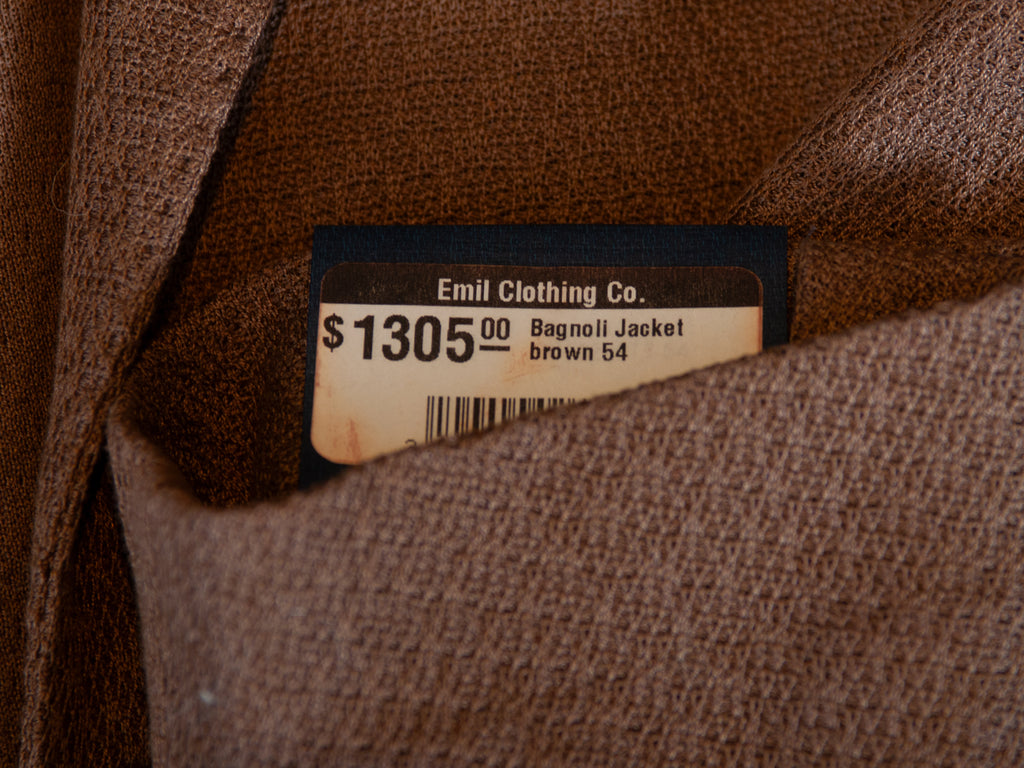 Emil Clothing Co.
$ 1305 00 Bagnoli Jacket
brown 54